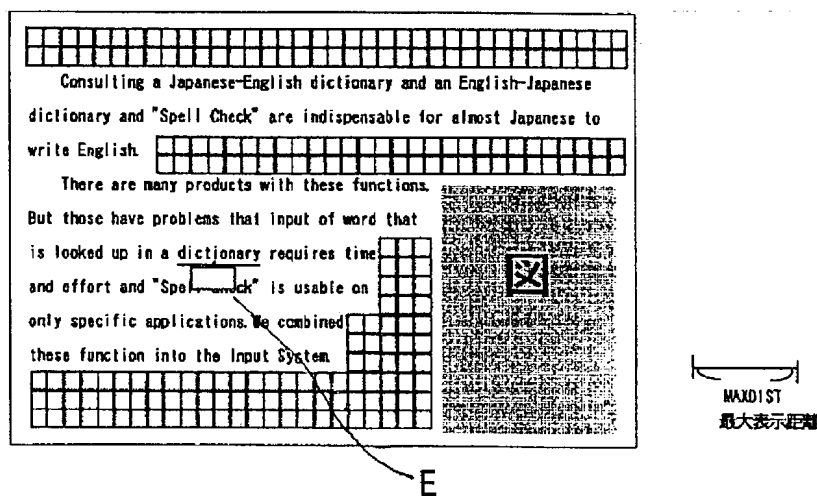 Consulting a Japanese-English dictionary and an English-Japanese
dictionary and "Spell Check" are indispensable for almost Japanese to
write English.
There are many products with these functions.
But those have problems that input of word that
is looked up in a dictionary requires time
and effort and "Spell Check" is usable on
only specific applications. We combined
these function into the Input System.
図
MAXDIST
最大表示距離
E